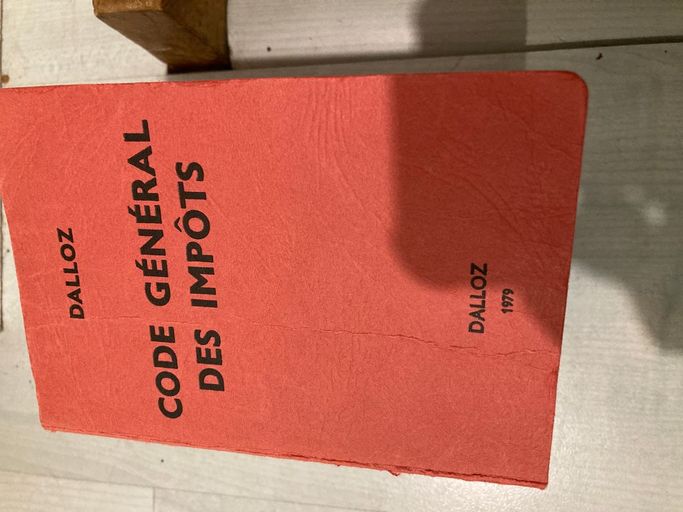 DALLOZ
CODE GÉNÉRAL
DES IMPÔTS
DALLOZ
1979